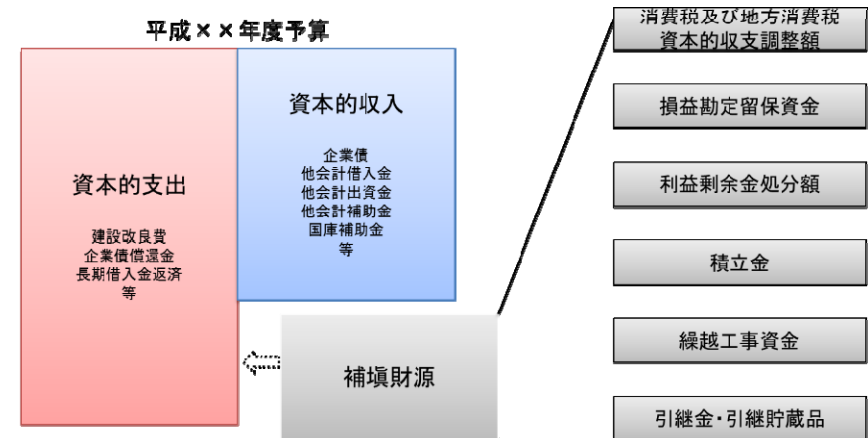 平成××年度予算
資本的支出
建設改良費
企業債償還金
長期借入金返済
等
資本的収入
企業債
他会計借入金
他会計出資金
他会計補助金
国庫補助金
等
補塡財源
消費税及び地方消費税
資本的収支調整額
損益勘定留保資金
利益剰余金処分額
積立金
繰越工事資金
引継金・引継貯蔵品